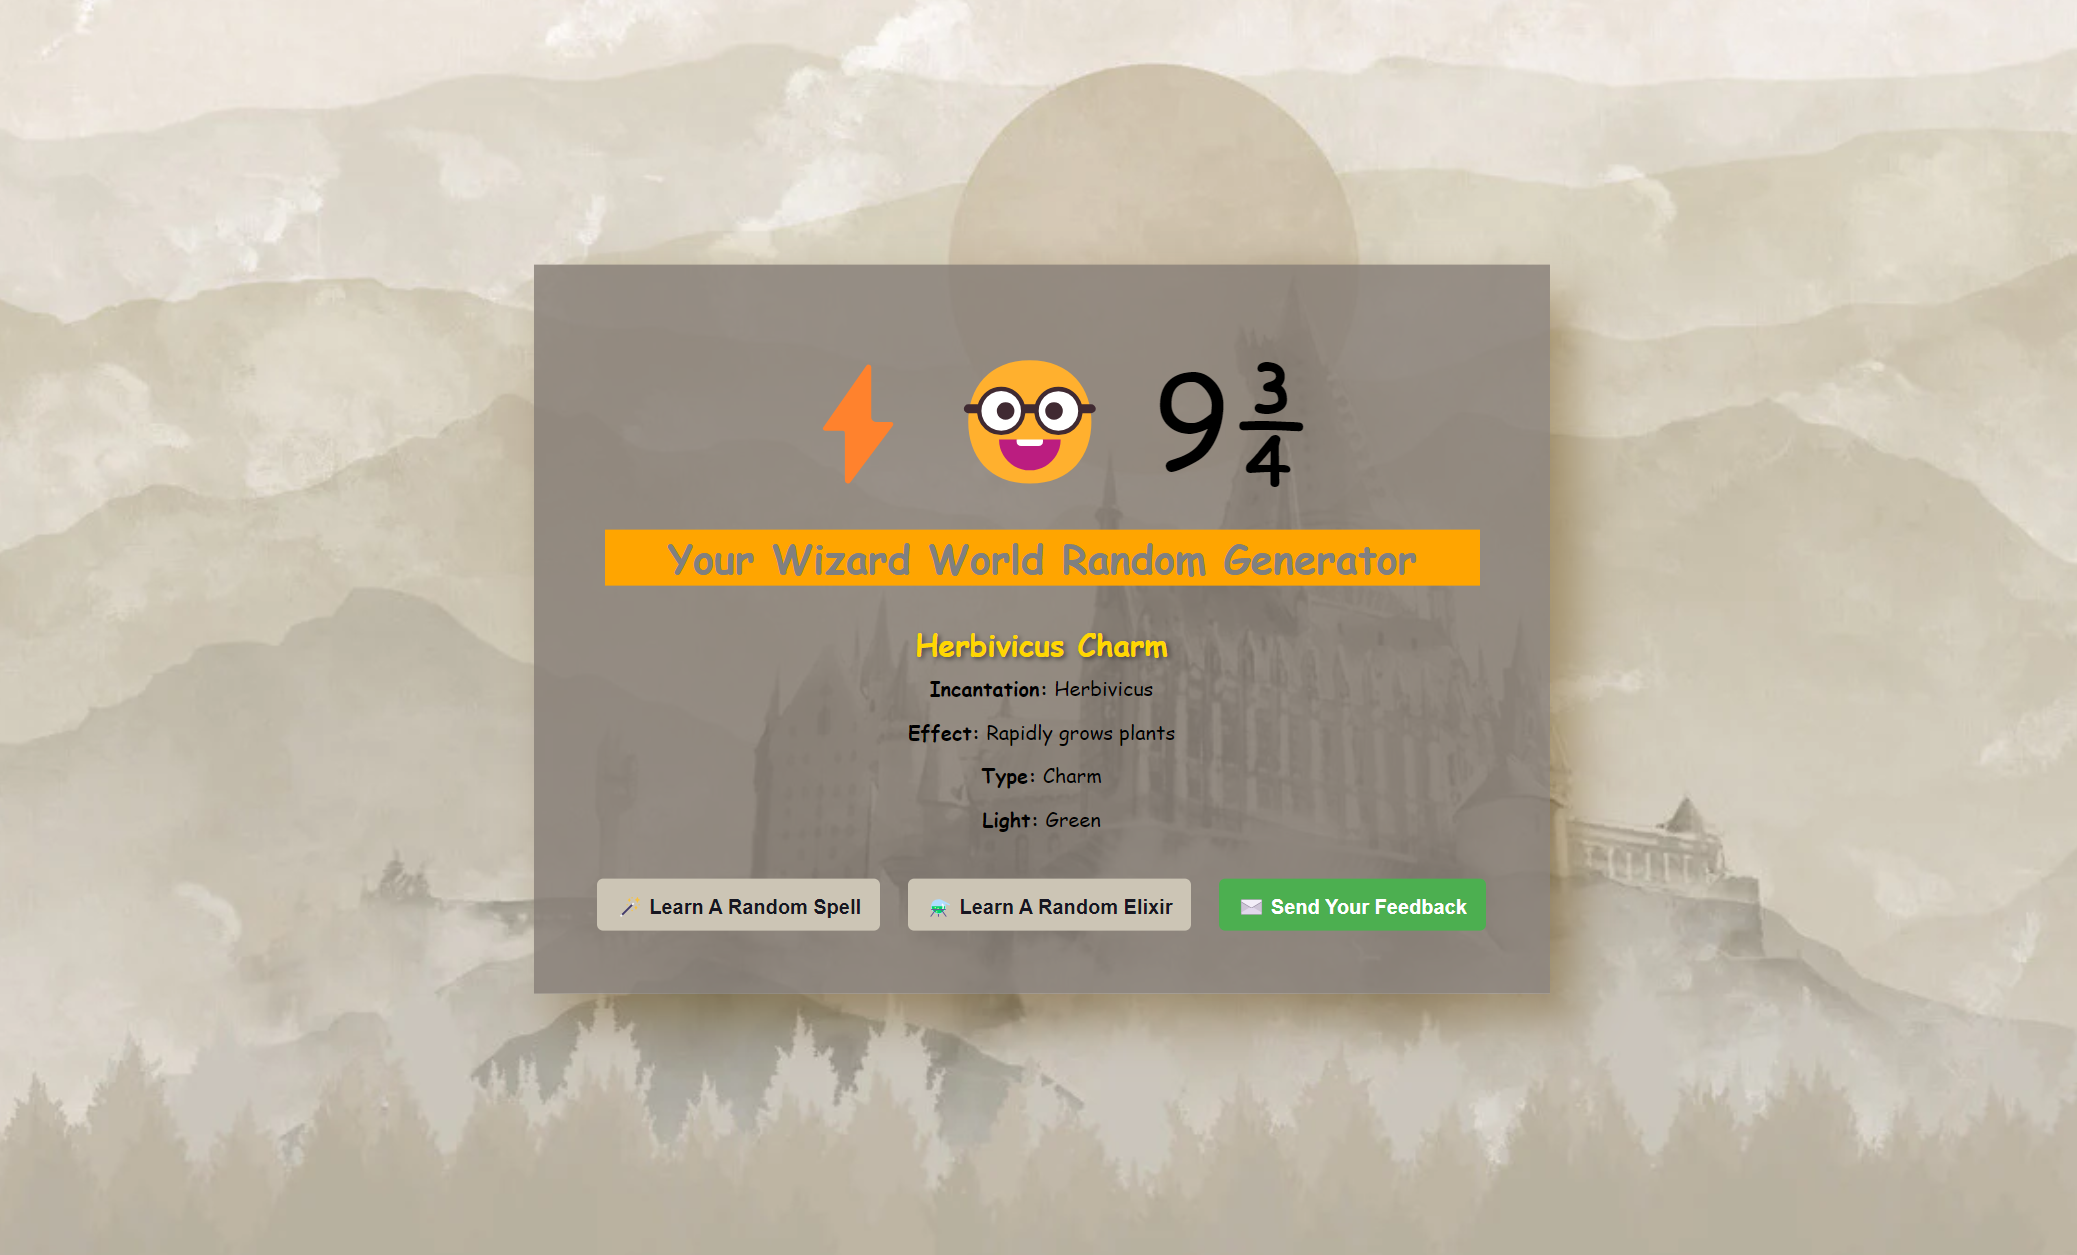 9 3/4
Your Wizard World Random Generator
Herbivicus Charm
Incantation: Herbivicus
Effect: Rapidly grows plants
Type: Charm
Light: Green
Learn A Random Spell
Learn A Random Elixir
Send Your Feedback